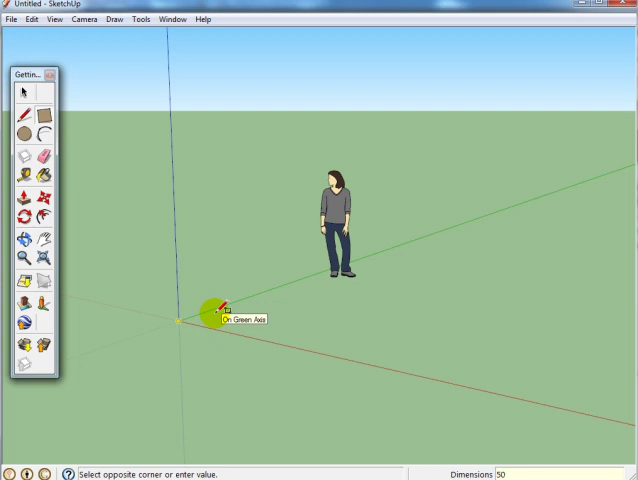 Untitled - SketchUp
File Edit View Camera Draw Tools Window Help
Gettin...
On Green Axis
Select opposite corner or enter value.
Dimensions 50